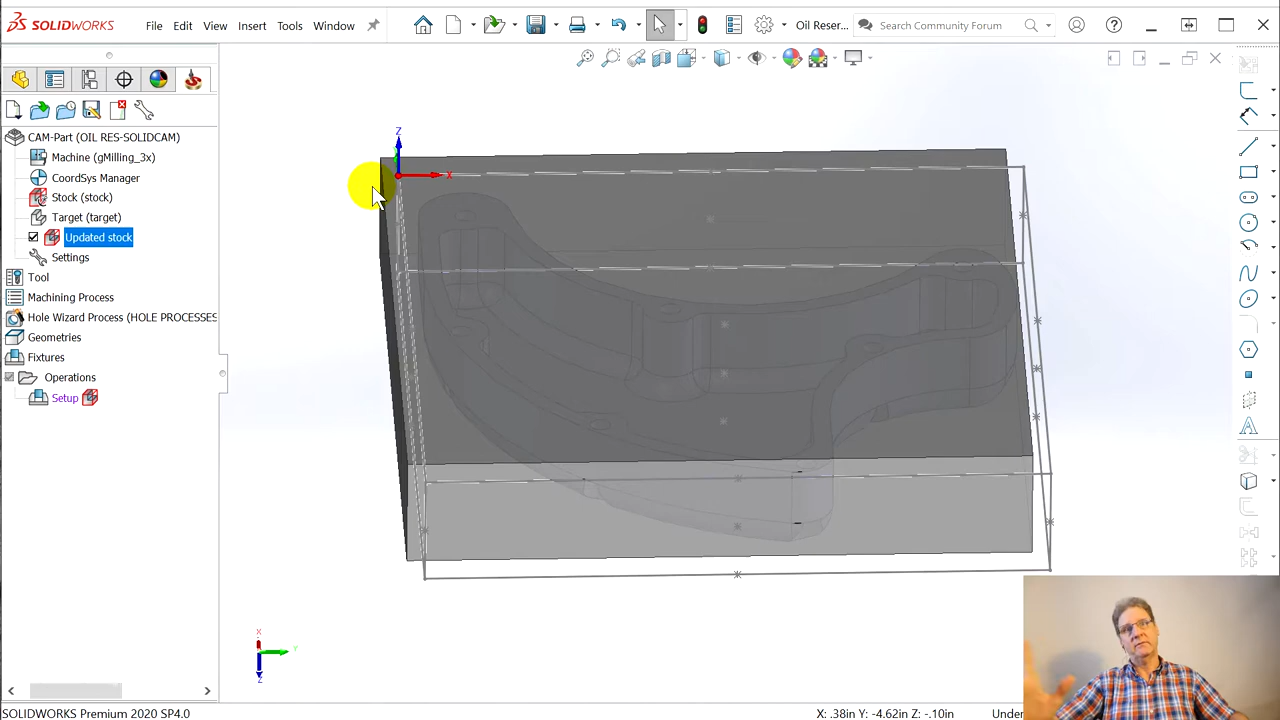 SOLIDWORKS File Edit View Insert Tools Window Oil Reser... Search Community Forum
CAM-Part (OIL RES-SOLIDCAM)
Machine (gMilling_3x)
CoordSys Manager
Stock (stock)
Target (target)
Updated stock
Settings
Tool
Machining Process
Hole Wizard Process (HOLE PROCESSES
Geometries
Fixtures
Operations
Setup
Z
X
X
Y
Z
SOLIDWORKS Premium 2020 SP4.0 X: .38in Y: -4.62in Z: -.10in Under